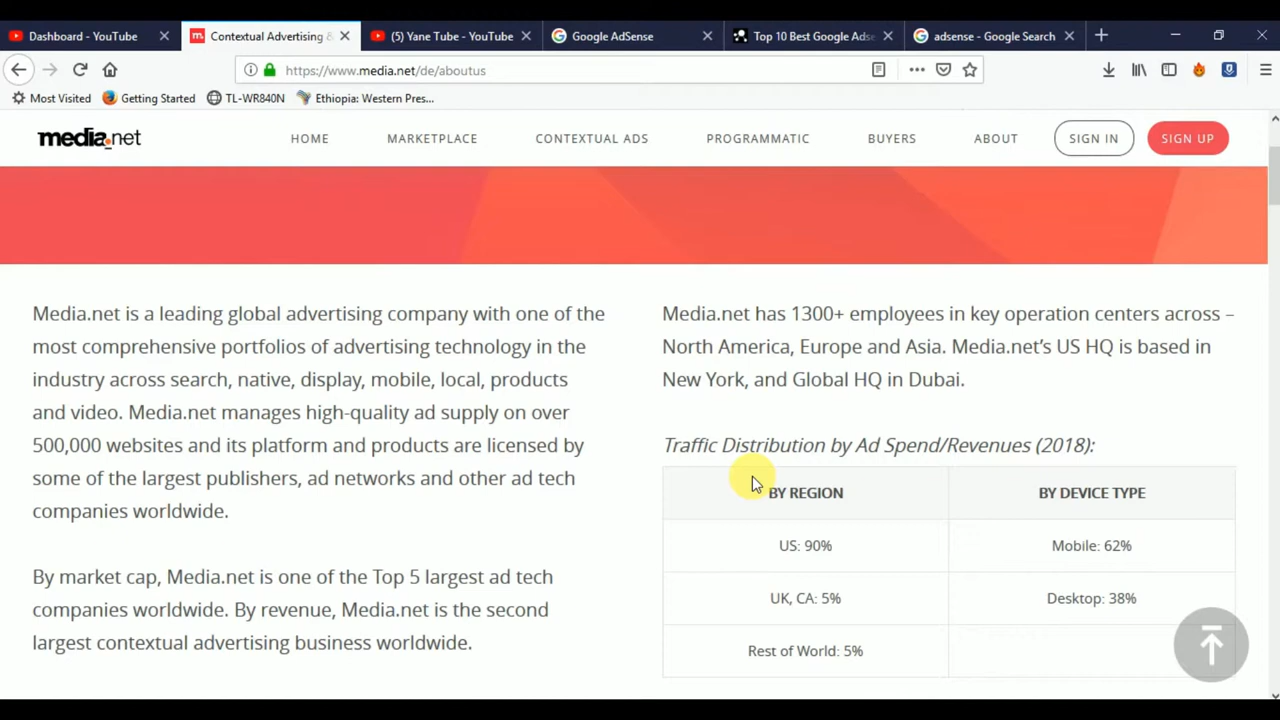 Dashboard - YouTube
Contextual Advertising &
(5) Yane Tube - YouTube
Google AdSense
Top 10 Best Google Adse
adsense - Google Search
https://www.media.net/de/aboutus
Most Visited
Getting Started
TL-WR840N
Ethiopia: Western Pres...
media.net
HOME
MARKETPLACE
CONTEXTUAL ADS
PROGRAMMATIC
BUYERS
ABOUT
SIGN IN
SIGN UP
Media.net is a leading global advertising company with one of the
most comprehensive portfolios of advertising technology in the
industry across search, native, display, mobile, local, products
and video. Media.net manages high-quality ad supply on over
500,000 websites and its platform and products are licensed by
some of the largest publishers, ad networks and other ad tech
companies worldwide.
By market cap, Media.net is one of the Top 5 largest ad tech
companies worldwide. By revenue, Media.net is the second
largest contextual advertising business worldwide.
Media.net has 1300+ employees in key operation centers across –
North America, Europe and Asia. Media.net’s US HQ is based in
New York, and Global HQ in Dubai.
Traffic Distribution by Ad Spend/Revenues (2018):
BY REGION
BY DEVICE TYPE
US: 90%
Mobile: 62%
UK, CA: 5%
Desktop: 38%
Rest of World: 5%